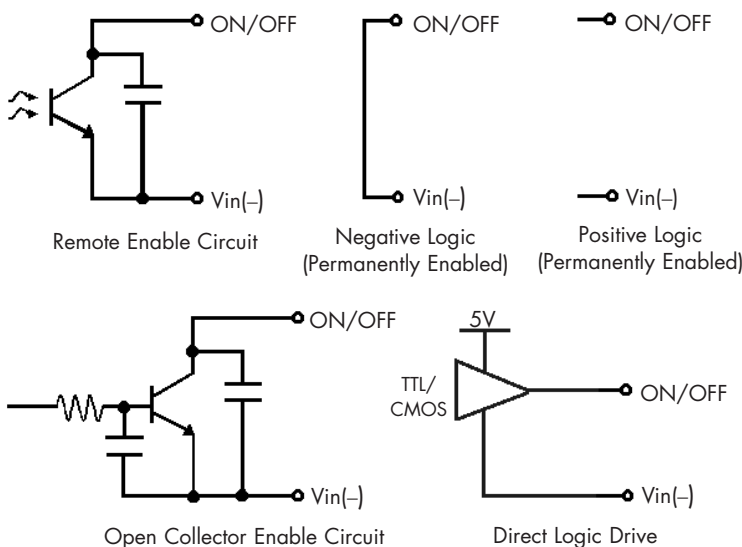 ON/OFF
Vin(–)
Remote Enable Circuit
ON/OFF
Vin(–)
Negative Logic
(Permanently Enabled)
ON/OFF
Vin(–)
Positive Logic
(Permanently Enabled)
ON/OFF
Vin(–)
Open Collector Enable Circuit
5V
TTL/
CMOS
ON/OFF
Vin(–)
Direct Logic Drive